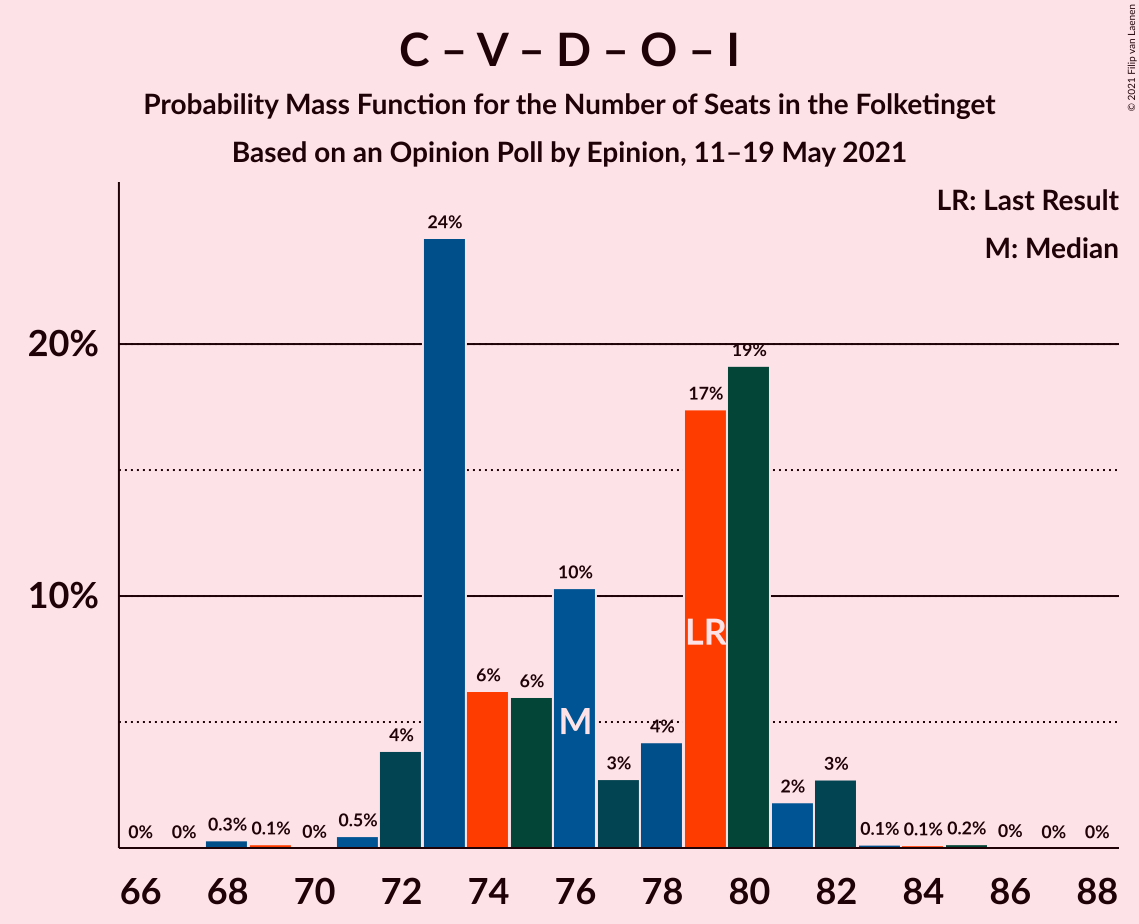 © 2021 Filip van Laenen
C – V – D – O – I
Probability Mass Function for the Number of Seats in the Folketinget
Based on an Opinion Poll by Epinion, 11–19 May 2021
LR: Last Result
M: Median
20%
10%
0% 0% 0.3% 0.1% 0% 0.5% 4% 24% 6% 6% 10% 3% 4% 17% 19% 2% 3% 0.1% 0.1% 0.2% 0% 0% 0%
M
LR
66 68 70 72 74 76 78 80 82 84 86 88